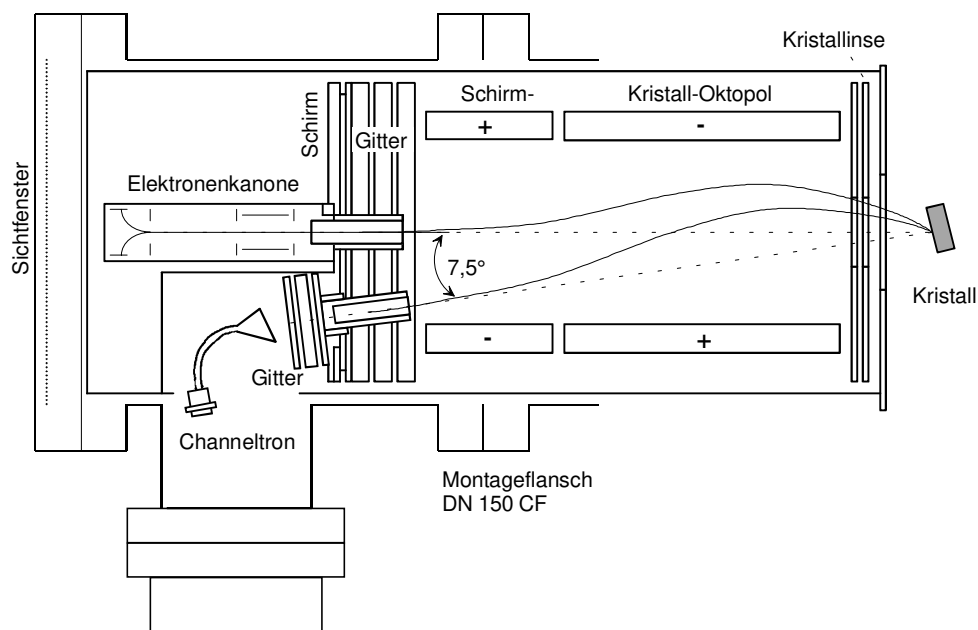 Kristallinse
Schirm-
Kristall-Oktopol
Schirm
Gitter
+
-
Elektronenkanone
Sichtfenster
7,5°
Kristall
-
+
Gitter
Channeltron
Montageflansch
DN 150 CF